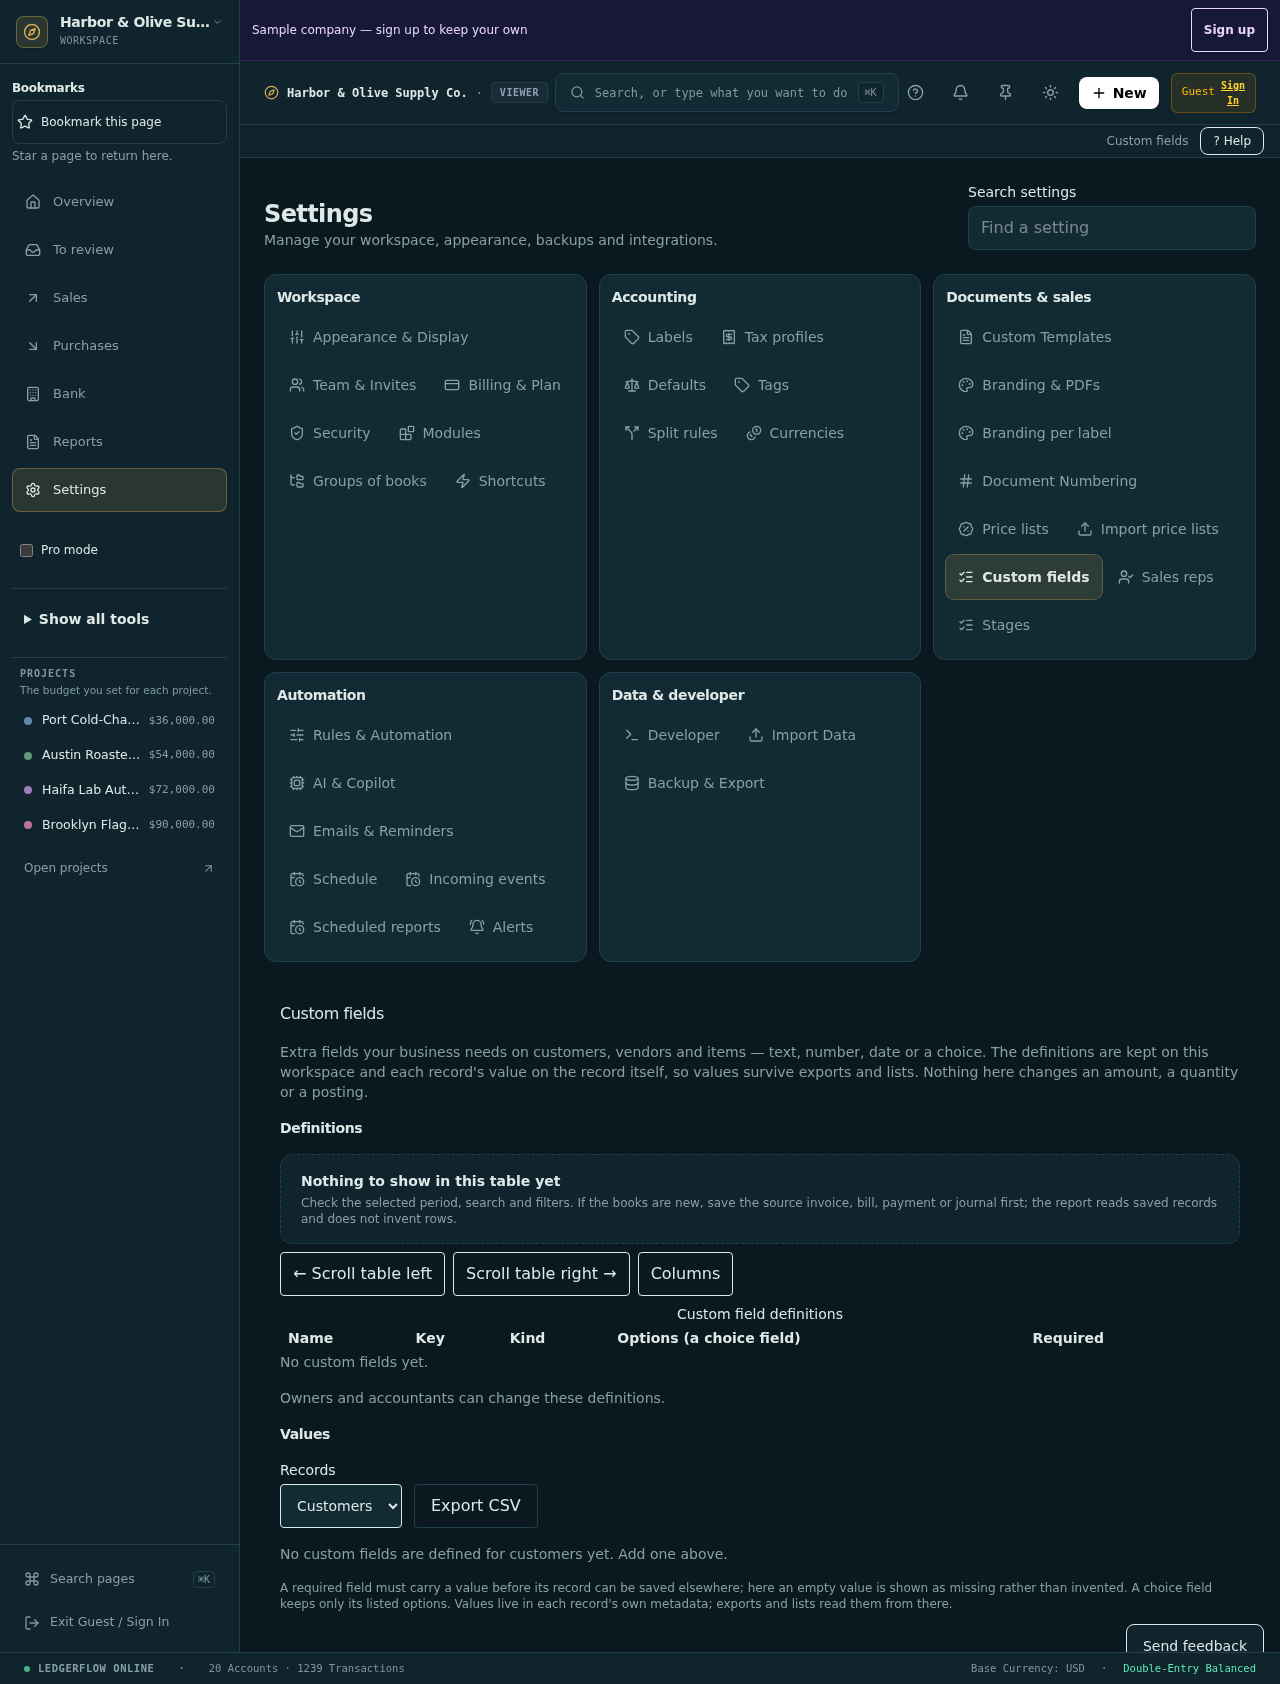 Harbor & Olive Su...
WORKSPACE
Bookmarks
Bookmark this page
Star a page to return here.
Overview
To review
Sales
Purchases
Bank
Reports
Settings
Pro mode
Show all tools
PROJECTS
The budget you set for each project.
Port Cold-Cha... $36,000.00
Austin Roaste... $54,000.00
Haifa Lab Aut... $72,000.00
Brooklyn Flag... $90,000.00
Open projects
Search pages ⌘K
Exit Guest / Sign In
Sample company — sign up to keep your own
Sign up
Harbor & Olive Supply Co. · VIEWER
Search, or type what you want to do ⌘K
+ New
Guest Sign In
Custom fields
? Help
Settings
Manage your workspace, appearance, backups and integrations.
Search settings
Find a setting
Workspace
Appearance & Display
Team & Invites Billing & Plan
Security Modules
Groups of books Shortcuts
Accounting
Labels Tax profiles
Defaults Tags
Split rules Currencies
Documents & sales
Custom Templates
Branding & PDFs
Branding per label
Document Numbering
Price lists Import price lists
Custom fields Sales reps
Stages
Automation
Rules & Automation
AI & Copilot
Emails & Reminders
Schedule Incoming events
Scheduled reports Alerts
Data & developer
Developer Import Data
Backup & Export
Custom fields
Extra fields your business needs on customers, vendors and items — text, number, date or a choice. The definitions are kept on this
workspace and each record's value on the record itself, so values survive exports and lists. Nothing here changes an amount, a quantity
or a posting.
Definitions
Nothing to show in this table yet
Check the selected period, search and filters. If the books are new, save the source invoice, bill, payment or journal first; the report reads saved records
and does not invent rows.
← Scroll table left Scroll table right → Columns
Custom field definitions
Name Key Kind Options (a choice field) Required
No custom fields yet.
Owners and accountants can change these definitions.
Values
Records
Customers Export CSV
No custom fields are defined for customers yet. Add one above.
A required field must carry a value before its record can be saved elsewhere; here an empty value is shown as missing rather than invented. A choice field
keeps only its listed options. Values live in each record's own metadata; exports and lists read them from there.
Send feedback
LEDGERFLOW ONLINE · 20 Accounts · 1239 Transactions
Base Currency: USD · Double-Entry Balanced